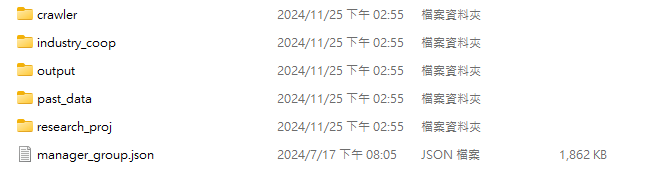 crawler 2024/11/25 下午 02:55 檔案資料夾
industry_coop 2024/11/25 下午 02:55 檔案資料夾
output 2024/11/25 下午 02:55 檔案資料夾
past_data 2024/11/25 下午 02:55 檔案資料夾
research_proj 2024/11/25 下午 02:55 檔案資料夾
manager_group.json 2024/7/17 下午 08:05 JSON 檔案 1,862 KB